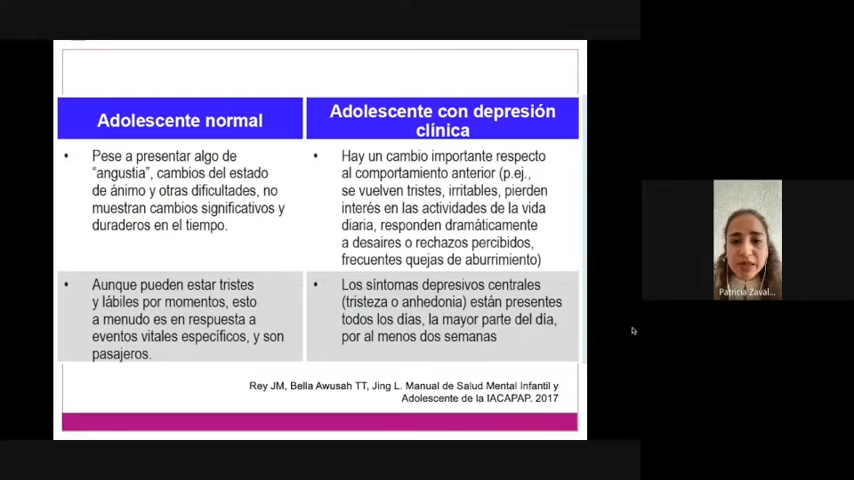 Adolescente normal
Adolescente con depresión
clínica
• Pese a presentar algo de
“angustia”, cambios del estado
de ánimo y otras dificultades, no
muestran cambios significativos y
duraderos en el tiempo.
• Hay un cambio importante respecto
al comportamiento anterior (p.ej.,
se vuelven tristes, irritables, pierden
interés en las actividades de la vida
diaria, responden dramáticamente
a desaires o rechazos percibidos,
frecuentes quejas de aburrimiento)
• Aunque pueden estar tristes
y lábiles por momentos, esto
a menudo es en respuesta a
eventos vitales específicos, y son
pasajeros.
• Los síntomas depresivos centrales
(tristeza o anhedonia) están presentes
todos los días, la mayor parte del día,
por al menos dos semanas
Rey JM, Bella Awusah TT, Jing L. Manual de Salud Mental Infantil y
Adolescente de la IACAPAP. 2017
Patricia Zaval...